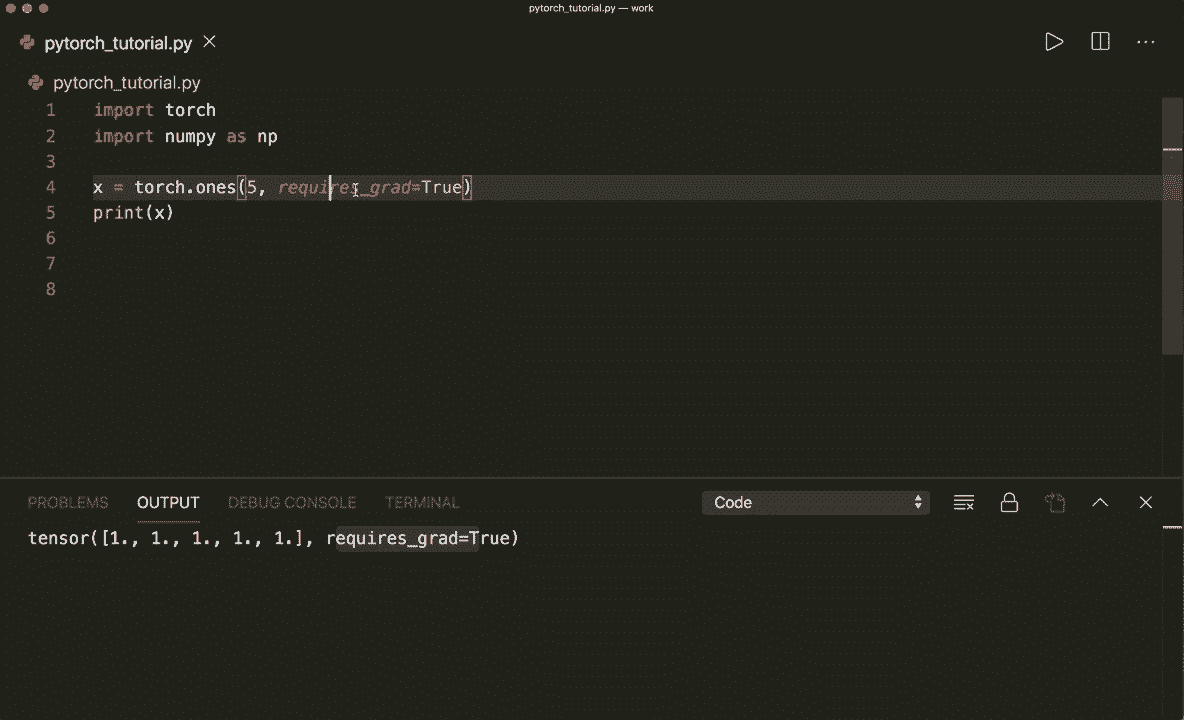 pytorch_tutorial.py — work
pytorch_tutorial.py
pytorch_tutorial.py
1 import torch
2 import numpy as np
3
4 x = torch.ones(5, requires_grad=True)
5 print(x)
6
7
8
PROBLEMS OUTPUT DEBUG CONSOLE TERMINAL Code
tensor([1., 1., 1., 1., 1.], requires_grad=True)